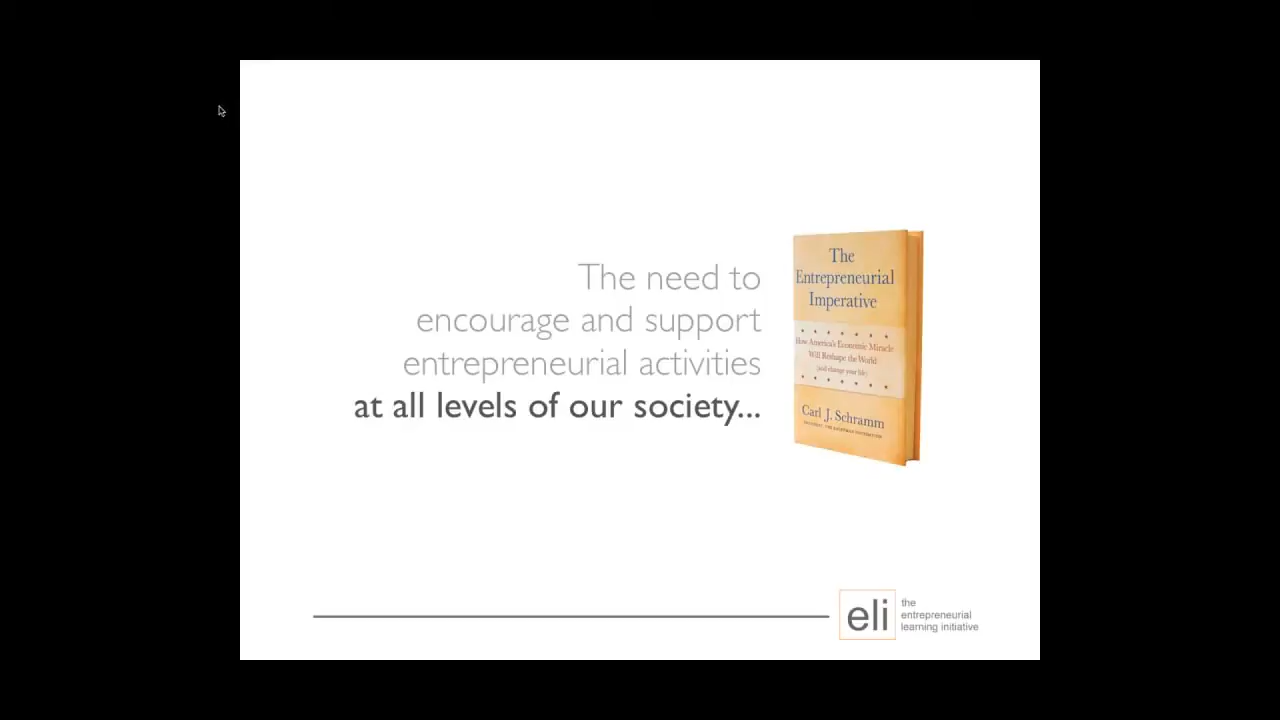 The need to
encourage and support
entrepreneurial activities
at all levels of our society...
The
Entrepreneurial
Imperative
How America's Economic Miracle
Will Reshape the World
(and change your life)
Carl J. Schramm
eli
the
entrepreneurial
learning initiative